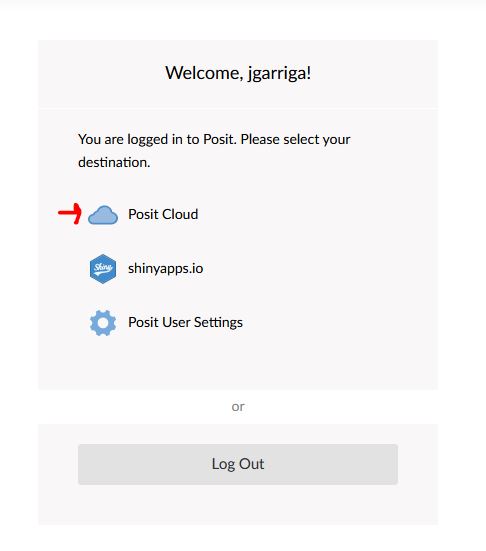 Welcome, jgarriga!
You are logged in to Posit. Please select your
destination.
Posit Cloud
Shiny
shinyapps.io
Posit User Settings
or
Log Out